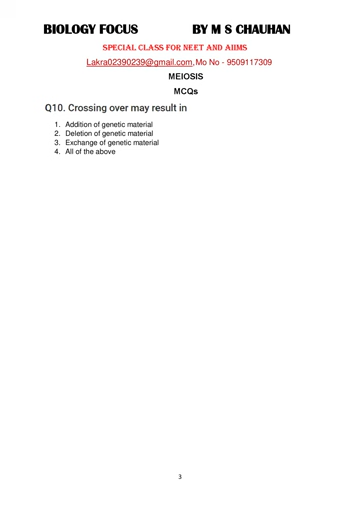 BIOLOGY FOCUS BY M S CHAUHAN
SPECIAL CLASS FOR NEET AND AIIMS
Lakra02390239@gmail.com,Mo No - 9509117309
MEIOSIS
MCQs
Q10. Crossing over may result in
1. Addition of genetic material
2. Deletion of genetic material
3. Exchange of genetic material
4. All of the above
3